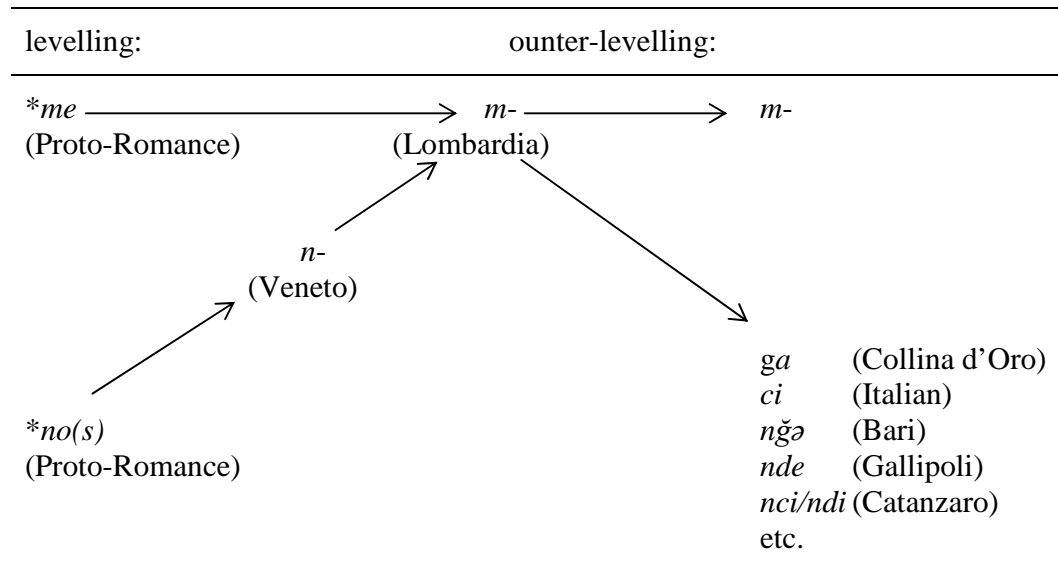 levelling: ounter-levelling:
*me m- m-
(Proto-Romance) (Lombardia)
n-
(Veneto)
ga (Collina d’Oro)
ci (Italian)
*no(s) nğə (Bari)
(Proto-Romance) nde (Gallipoli)
nci/ndi (Catanzaro)
etc.